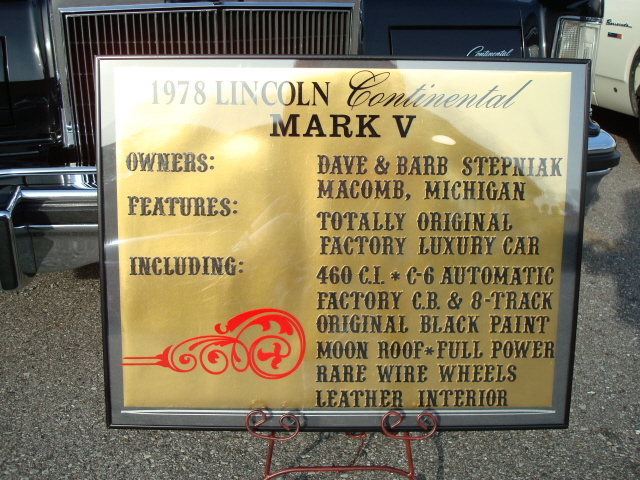 Continental
Barracuda
1978 LINCOLN Continental
MARK V
OWNERS: DAVE & BARB STEPNIAK
MACOMB, MICHIGAN
FEATURES: TOTALLY ORIGINAL
FACTORY LUXURY CAR
INCLUDING: 460 C.I. * C-6 AUTOMATIC
FACTORY C.B. & 8-TRACK
ORIGINAL BLACK PAINT
MOON ROOF*FULL POWER
RARE WIRE WHEELS
LEATHER INTERIOR